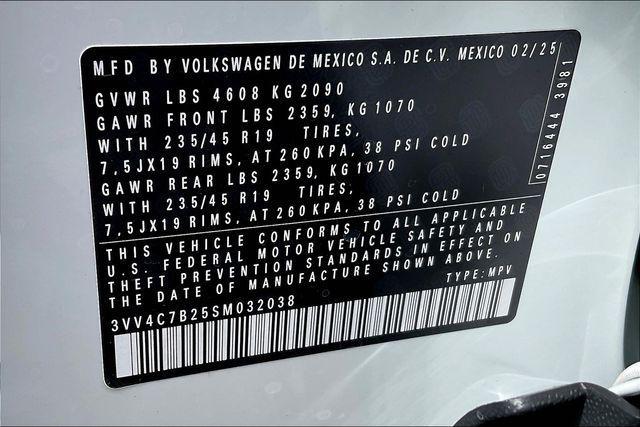 MFD BY VOLKSWAGEN DE MEXICO S.A. DE C.V. MEXICO 02/25
GVWR LBS 4608 KG 2090
GAWR FRONT LBS 2359, KG 1070
WITH 235/45 R19 TIRES,
7,5JX19 RIMS, AT 260 KPA, 38 PSI COLD
GAWR REAR LBS 2359, KG 1070
WITH 235/45 R19 TIRES,
7,5JX19 RIMS, AT 260 KPA, 38 PSI COLD
0716444 3981
THIS VEHICLE CONFORMS TO ALL APPLICABLE
U.S. FEDERAL MOTOR VEHICLE SAFETY AND
THEFT PREVENTION STANDARDS IN EFFECT ON
THE DATE OF MANUFACTURE SHOWN ABOVE.
3VV4C7B25SM032038 TYPE: MPV